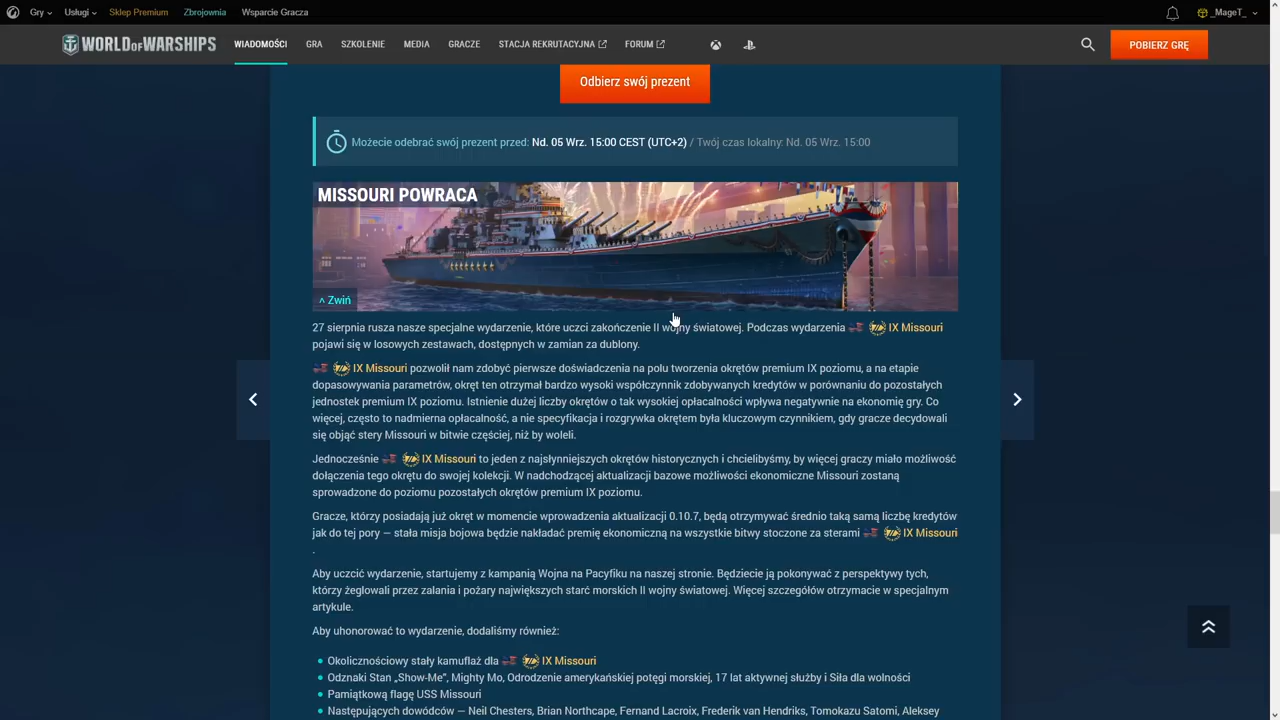 Gry Usługi Sklep Premium Zbrojownia Wsparcie Gracza _MageT_
WORLD OF WARSHIPS WIADOMOŚCI GRA SZKOLENIE MEDIA GRACZE STACJA REKRUTACYJNA FORUM POBIERZ GRĘ
Odbierz swój prezent
Możecie odebrać swój prezent przed: Nd. 05 Wrz. 15:00 CEST (UTC+2) / Twój czas lokalny: Nd. 05 Wrz. 15:00
MISSOURI POWRACA
^ Zwiń
27 sierpnia rusza nasze specjalne wydarzenie, które uczci zakończenie II wojny światowej. Podczas wydarzenia IX Missouri
pojawi się w losowych zestawach, dostępnych w zamian za dublony.
IX Missouri pozwolił nam zdobyć pierwsze doświadczenia na polu tworzenia okrętów premium IX poziomu, a na etapie
dopasowywania parametrów, okręt ten otrzymał bardzo wysoki współczynnik zdobywanych kredytów w porównaniu do pozostałych
jednostek premium IX poziomu. Istnienie dużej liczby okrętów o tak wysokiej opłacalności wpływa negatywnie na ekonomię gry. Co
więcej, często to nadmierna opłacalność, a nie specyfikacja i rozgrywka okrętem była kluczowym czynnikiem, gdy gracze decydowali
się objąć stery Missouri w bitwie częściej, niż by woleli.
Jednocześnie IX Missouri to jeden z najsłynniejszych okrętów historycznych i chcielibyśmy, by więcej graczy miało możliwość
dołączenia tego okrętu do swojej kolekcji. W nadchodzącej aktualizacji bazowe możliwości ekonomiczne Missouri zostaną
sprowadzone do poziomu pozostałych okrętów premium IX poziomu.
Gracze, którzy posiadają już okręt w momencie wprowadzenia aktualizacji 0.10.7, będą otrzymywać średnio taką samą liczbę kredytów
jak do tej pory — stała misja bojowa będzie nakładać premię ekonomiczną na wszystkie bitwy stoczone za sterami IX Missouri
.
Aby uczcić wydarzenie, startujemy z kampanią Wojna na Pacyfiku na naszej stronie. Będziecie ją pokonywać z perspektywy tych,
którzy żeglowali przez zalania i pożary największych starć morskich II wojny światowej. Więcej szczegółów otrzymacie w specjalnym
artykule.
Aby uhonorować to wydarzenie, dodaliśmy również:
• Okolicznościowy stały kamuflaż dla IX Missouri
• Odznaki Stan „Show-Me”, Mighty Mo, Odrodzenie amerykańskiej potęgi morskiej, 17 lat aktywnej służby i Siła dla wolności
• Pamiątkową flagę USS Missouri
• Następujących dowódców — Neil Chesters, Brian Northcape, Fernand Lacroix, Frederik van Hendriks, Tomokazu Satomi, Aleksey